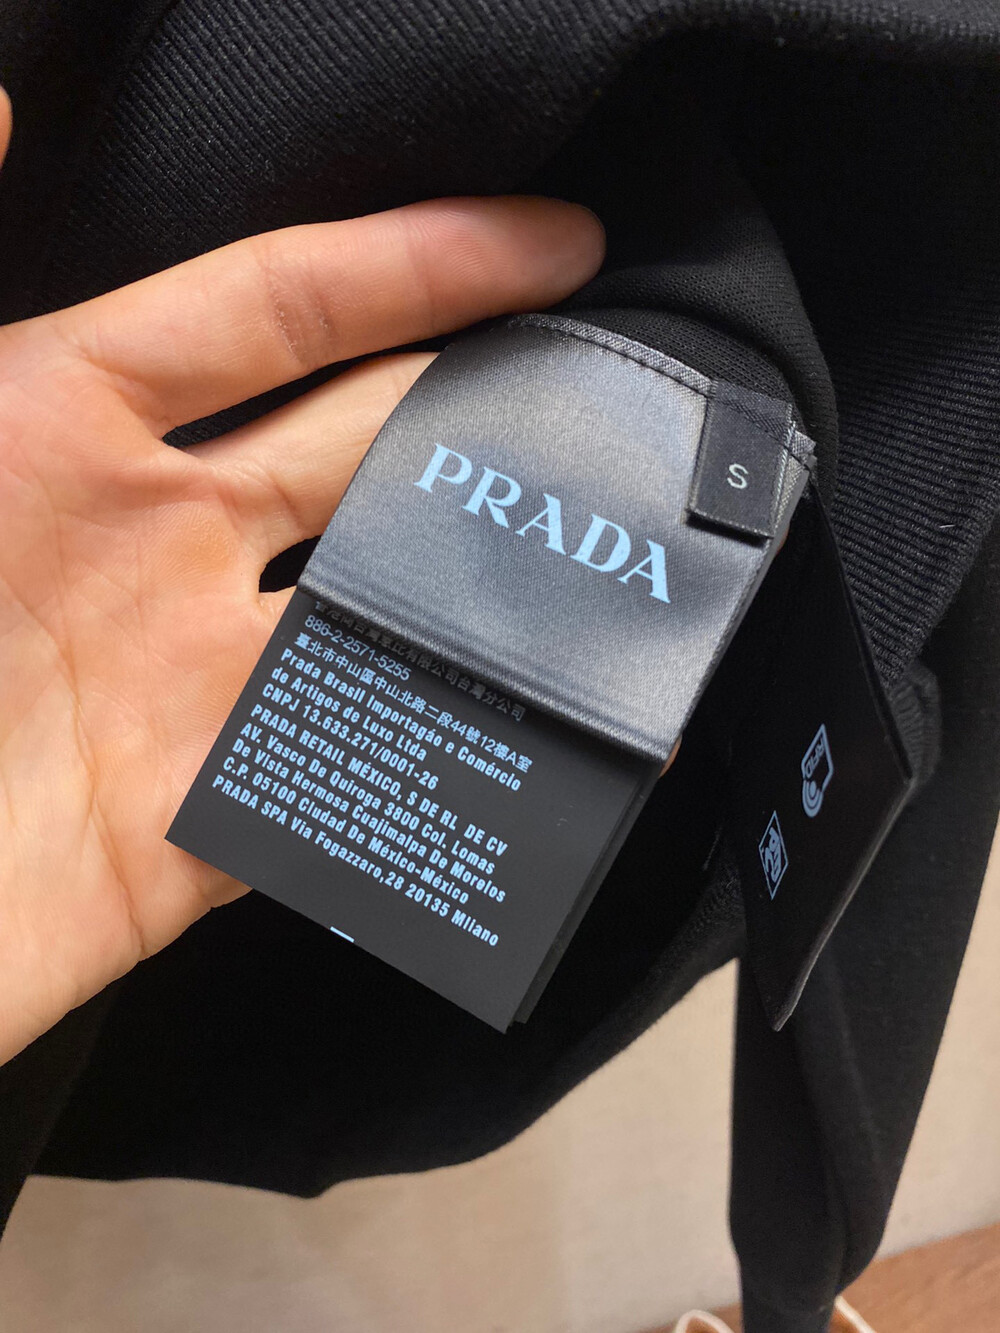 PRADA
S
886-2-2571-5255
臺北市中山區中山北路二段44號12樓A室
Prada Brasil Importagáo e Comércio
de Artigos de Luxo Ltda
CNPJ 13.633.271/0001-26
PRADA RETAIL MÉXICO, S DE RL DE CV
AV. Vasco De Quiroga 3800 Col. Lomas
De Vista Hermosa Cuajimalpa De Morelos
C.P. 05100 Ciudad De México-México
PRADA SPA Via Fogazzaro,28 20135 Milano
RFID